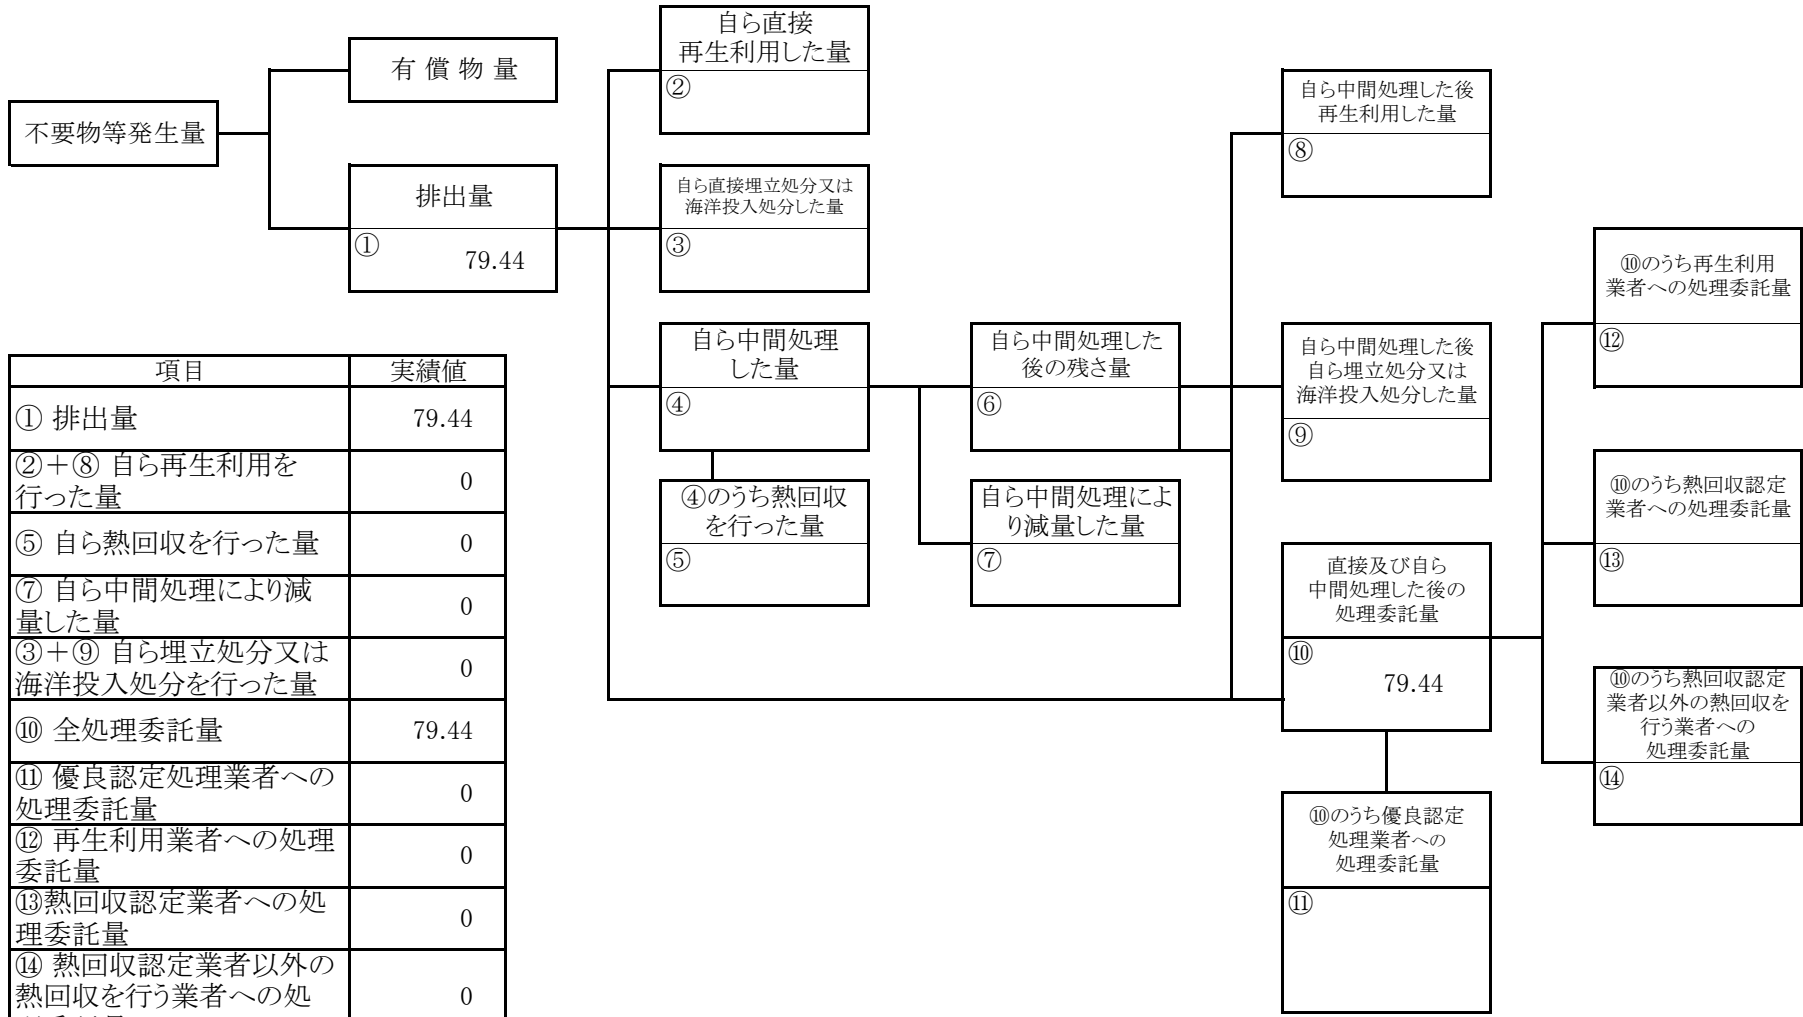 不要物等発生量
有 償 物 量
排出量
①
79.44
自ら直接
再生利用した量
②
自ら直接埋立処分又は
海洋投入処分した量
③
自ら中間処理
した量
④
④のうち熱回収
を行った量
⑤
自ら中間処理した
後の残さ量
⑥
自ら中間処理によ
り減量した量
⑦
自ら中間処理した後
再生利用した量
⑧
自ら中間処理した後
自ら埋立処分又は
海洋投入処分した量
⑨
直接及び自ら
中間処理した後の
処理委託量
⑩
79.44
⑩のうち優良認定
処理業者への
処理委託量
⑪
⑩のうち再生利用
業者への処理委託量
⑫
⑩のうち熱回収認定
業者への処理委託量
⑬
⑩のうち熱回収認定
業者以外の熱回収を
行う業者への
処理委託量
⑭
項目 実績値
① 排出量 79.44
②＋⑧ 自ら再生利用を
行った量 0
⑤ 自ら熱回収を行った量 0
⑦ 自ら中間処理により減
量した量 0
③＋⑨ 自ら埋立処分又は
海洋投入処分を行った量 0
⑩ 全処理委託量 79.44
⑪ 優良認定処理業者への
処理委託量 0
⑫ 再生利用業者への処理
委託量 0
⑬熱回収認定業者への処
理委託量 0
⑭ 熱回収認定業者以外の
熱回収を行う業者への処 0